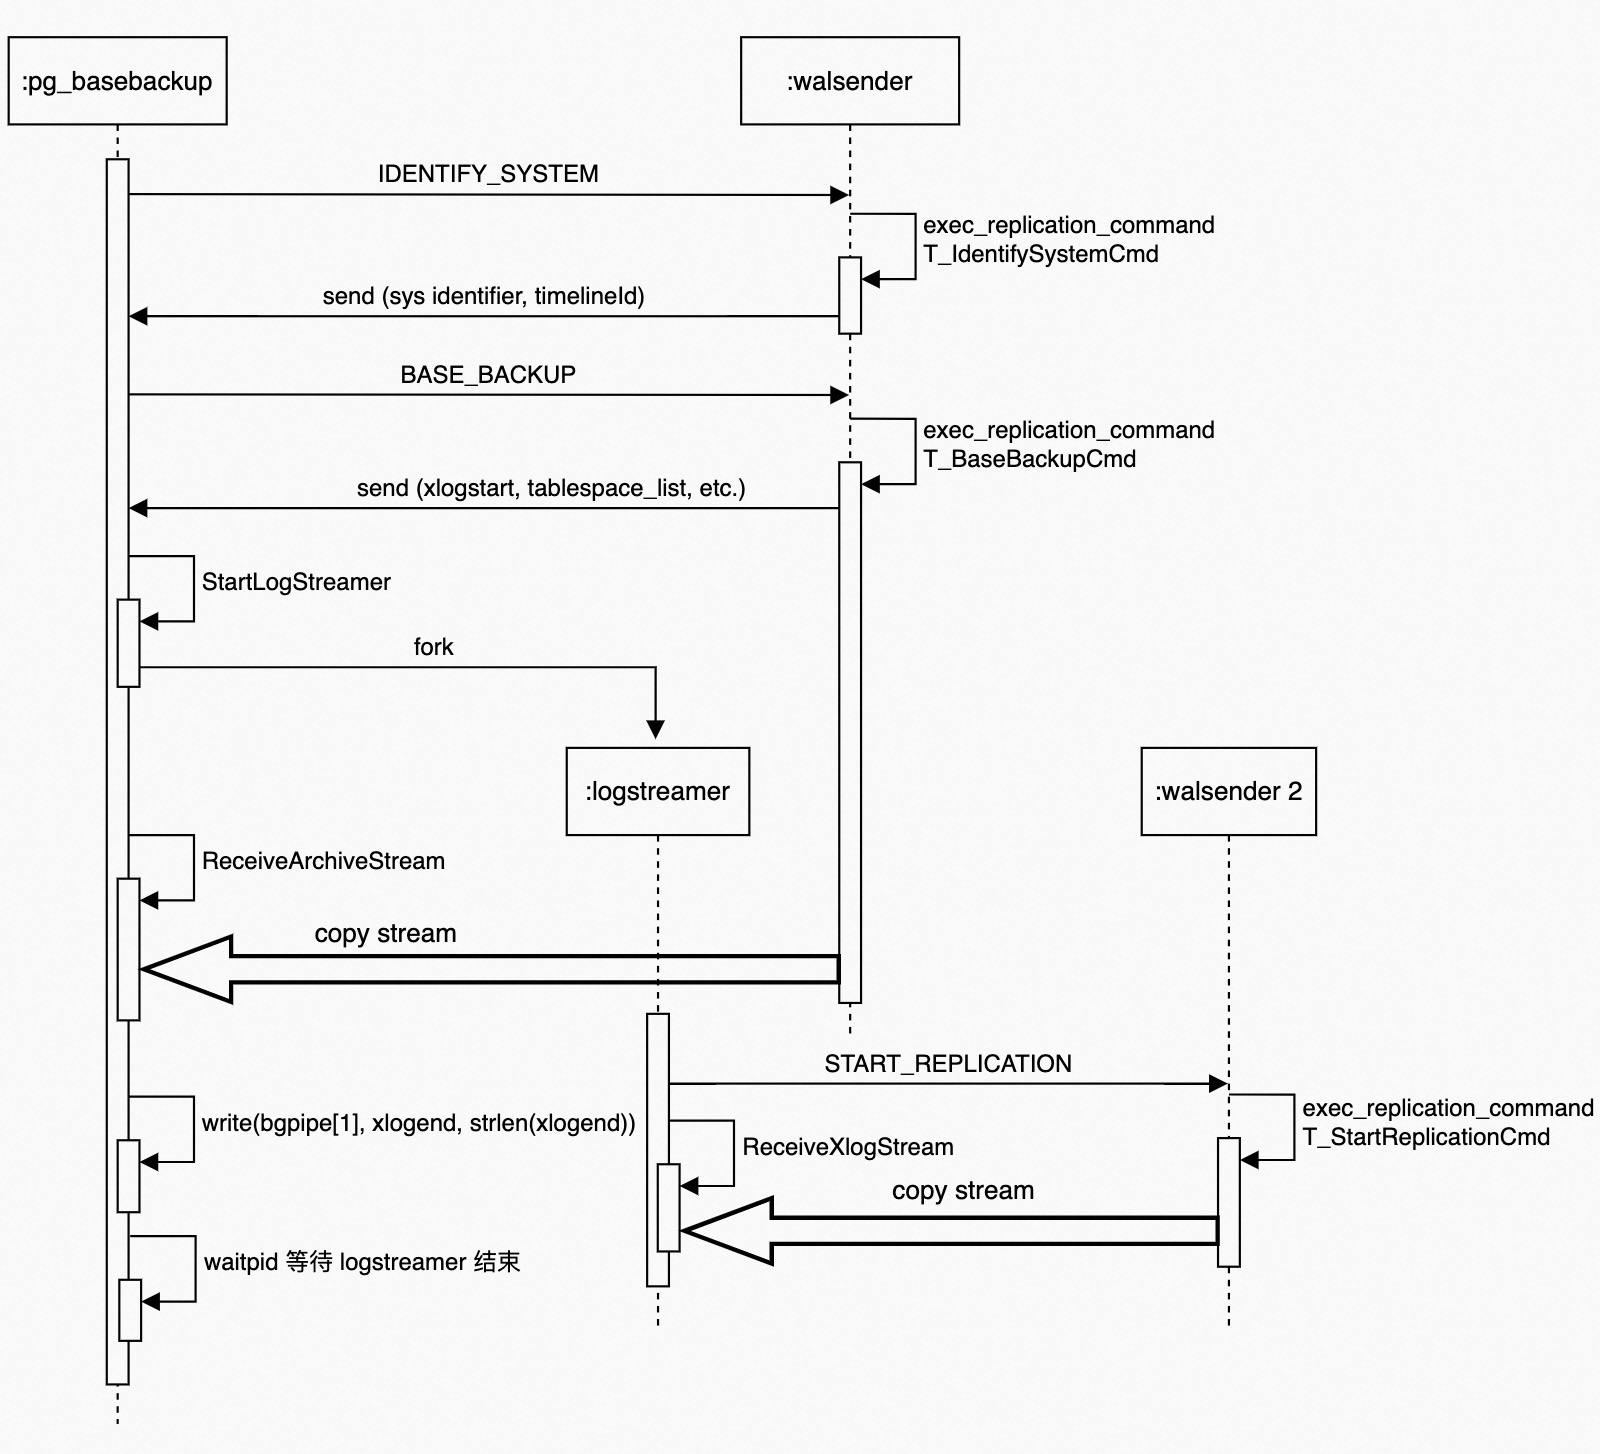 :pg_basebackup
:walsender
IDENTIFY_SYSTEM
exec_replication_command
T_IdentifySystemCmd
send (sys identifier, timelineId)
BASE_BACKUP
exec_replication_command
T_BaseBackupCmd
send (xlogstart, tablespace_list, etc.)
StartLogStreamer
fork
:logstreamer
:walsender 2
ReceiveArchiveStream
copy stream
START_REPLICATION
exec_replication_command
T_StartReplicationCmd
write(bgpipe[1], xlogend, strlen(xlogend))
ReceiveXlogStream
copy stream
waitpid 等待 logstreamer 结束